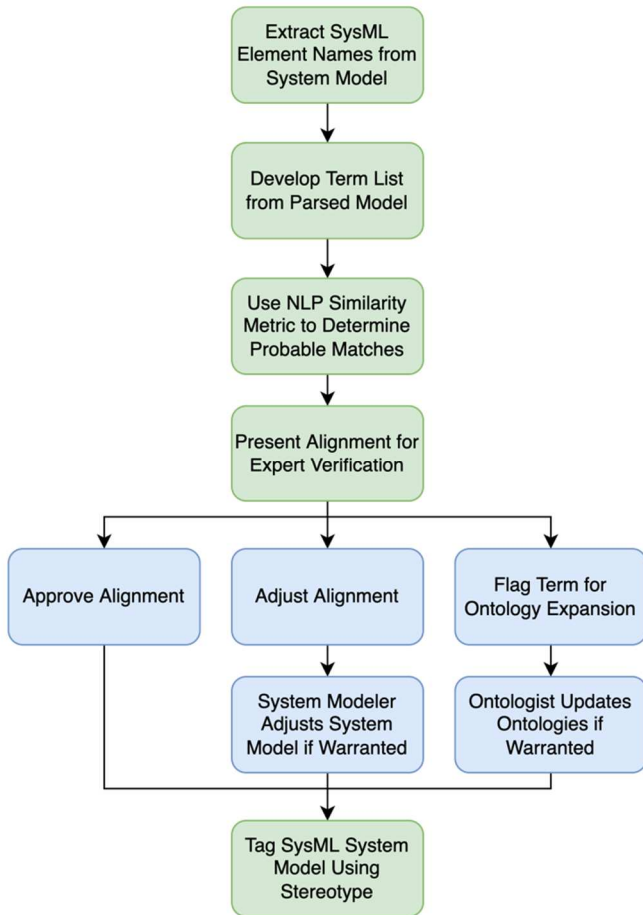 Extract SysML
Element Names from
System Model
Develop Term List
from Parsed Model
Use NLP Similarity
Metric to Determine
Probable Matches
Present Alignment for
Expert Verification
Approve Alignment
Adjust Alignment
Flag Term for
Ontology Expansion
System Modeler
Adjusts System
Model if Warranted
Ontologist Updates
Ontologies if
Warranted
Tag SysML System
Model Using
Stereotype